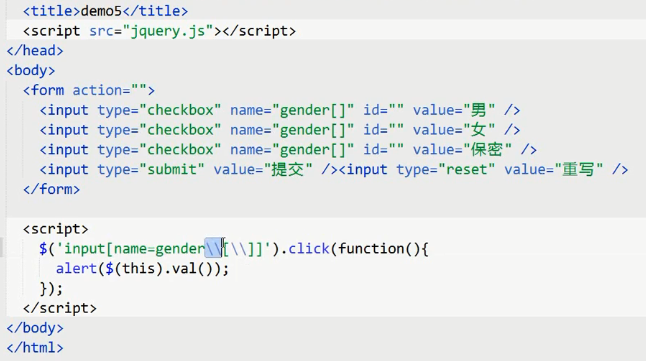 <title>demo5</title>
<script src="jquery.js"></script>
</head>
<body>
<form action="">
<input type="checkbox" name="gender[]" id="" value="男" />
<input type="checkbox" name="gender[]" id="" value="女" />
<input type="checkbox" name="gender[]" id="" value="保密" />
<input type="submit" value="提交" /><input type="reset" value="重写" />
</form>
<script>
$('input[name=gender\\[\\]]').click(function(){
alert($(this).val());
});
</script>
</body>
</html>